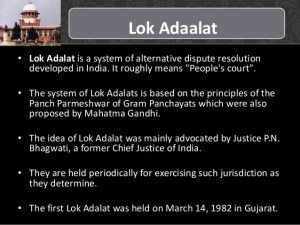 Lok Adaalat
• Lok Adalat is a system of alternative dispute resolution
developed in India. It roughly means "People's court".
• The system of Lok Adalats is based on the principles of the
Panch Parmeshwar of Gram Panchayats which were also
proposed by Mahatma Gandhi.
• The idea of Lok Adalat was mainly advocated by Justice P.N.
Bhagwati, a former Chief Justice of India.
• They are held periodically for exercising such jurisdiction as
they determine.
• The first Lok Adalat was held on March 14, 1982 in Gujarat.